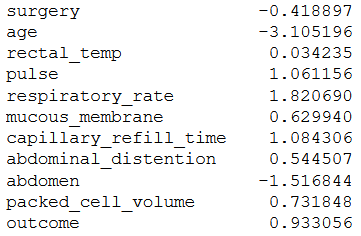 surgery -0.418897
age -3.105196
rectal_temp 0.034235
pulse 1.061156
respiratory_rate 1.820690
mucous_membrane 0.629940
capillary_refill_time 1.084306
abdominal_distention 0.544507
abdomen -1.516844
packed_cell_volume 0.731848
outcome 0.933056